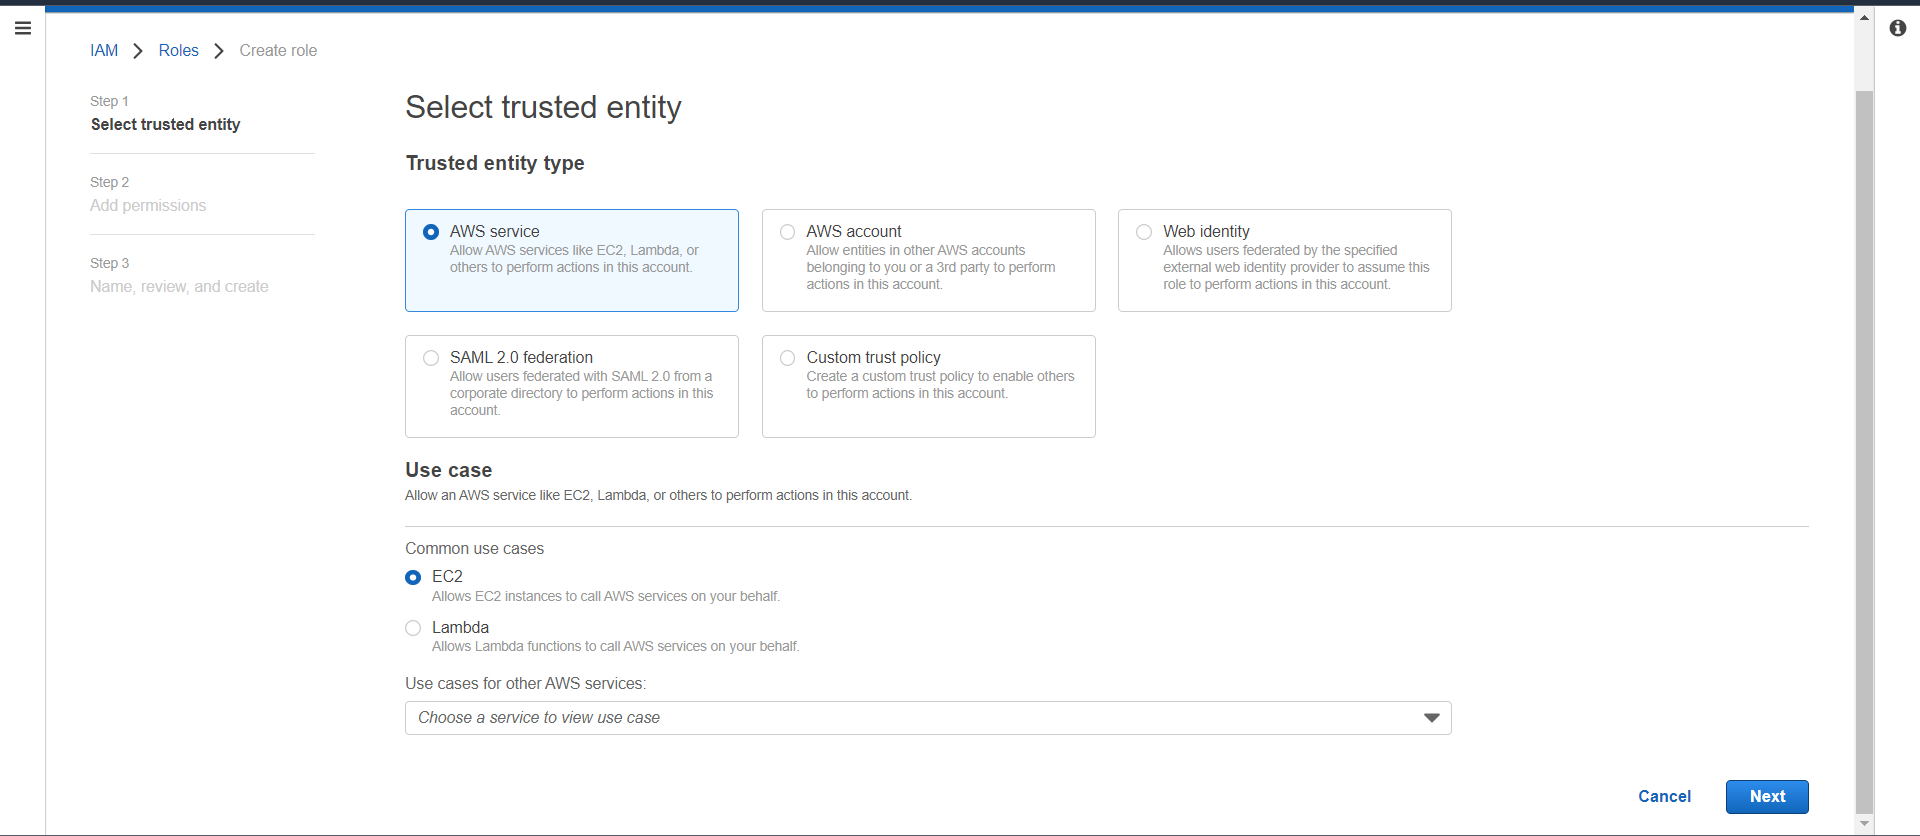 IAM > Roles > Create role
Step 1
Select trusted entity
Step 2
Add permissions
Step 3
Name, review, and create
Select trusted entity
Trusted entity type
AWS service
Allow AWS services like EC2, Lambda, or
others to perform actions in this account.
AWS account
Allow entities in other AWS accounts
belonging to you or a 3rd party to perform
actions in this account.
Web identity
Allows users federated by the specified
external web identity provider to assume this
role to perform actions in this account.
SAML 2.0 federation
Allow users federated with SAML 2.0 from a
corporate directory to perform actions in this
account.
Custom trust policy
Create a custom trust policy to enable others
to perform actions in this account.
Use case
Allow an AWS service like EC2, Lambda, or others to perform actions in this account.
Common use cases
EC2
Allows EC2 instances to call AWS services on your behalf.
Lambda
Allows Lambda functions to call AWS services on your behalf.
Use cases for other AWS services:
Choose a service to view use case
Cancel
Next